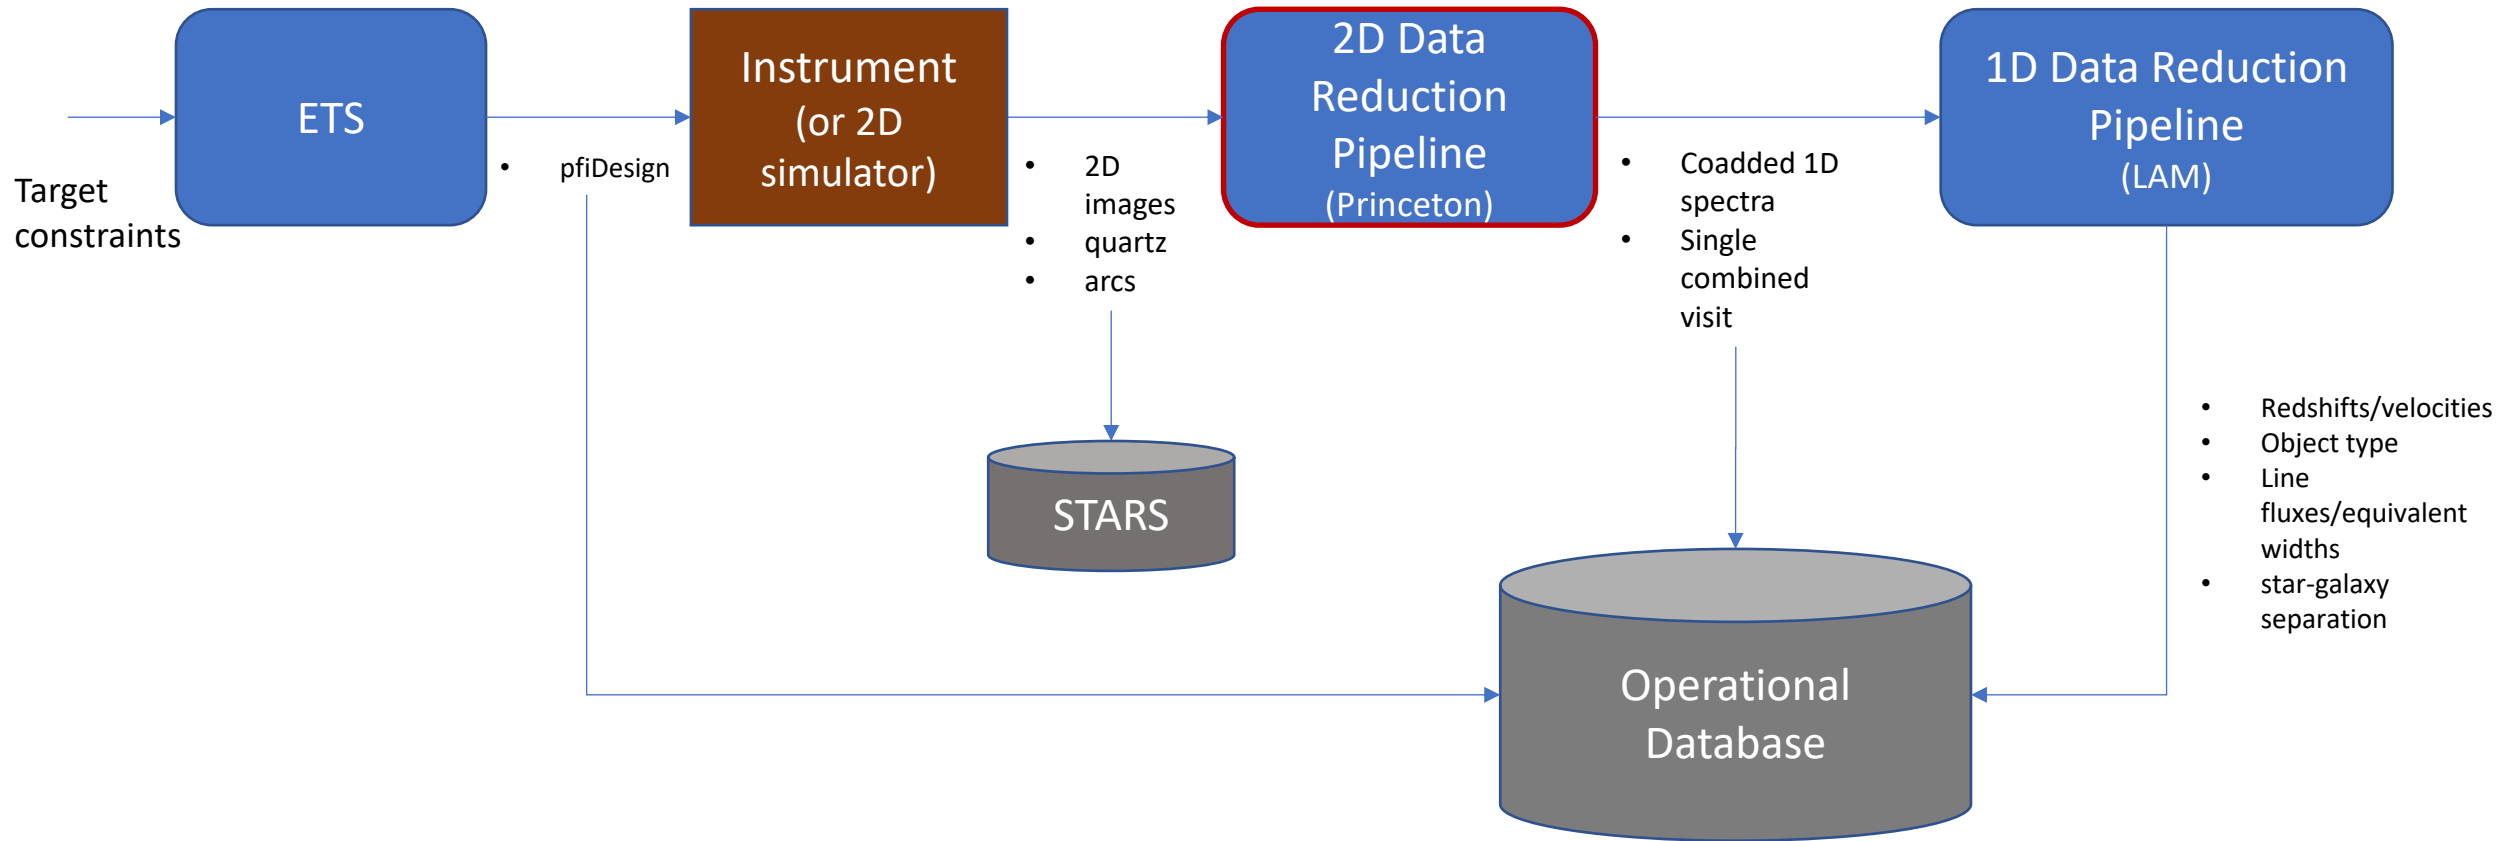 Target
constraints
ETS
• pfiDesign
Instrument
(or 2D
simulator)
• 2D
images
• quartz
• arcs
STARS
2D Data
Reduction
Pipeline
(Princeton)
• Coadded 1D
spectra
• Single
combined
visit
1D Data Reduction
Pipeline
(LAM)
• Redshifts/velocities
• Object type
• Line
fluxes/equivalent
widths
• star-galaxy
separation
Operational
Database